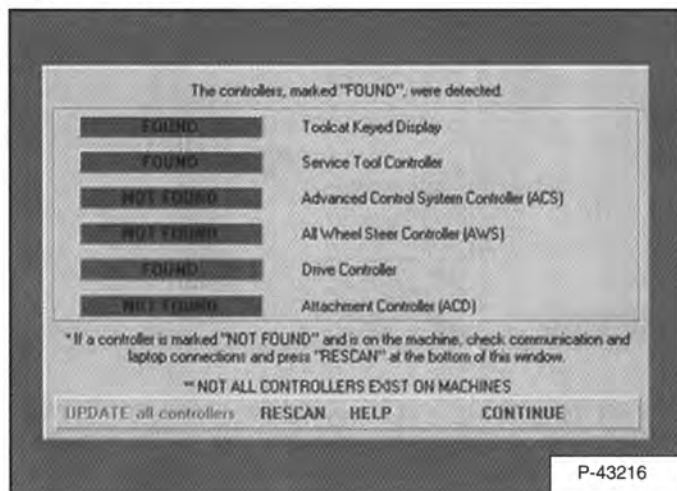 The controllers, marked "FOUND", were detected.
FOUND Toolcat Keyed Display
FOUND Service Tool Controller
NOT FOUND Advanced Control System Controller (ACS)
NOT FOUND All Wheel Steer Controller (AWS)
FOUND Drive Controller
NOT FOUND Attachment Controller (ACD)
* If a controller is marked "NOT FOUND" and is on the machine, check communication and
laptop connections and press "RESCAN" at the bottom of this window.
** NOT ALL CONTROLLERS EXIST ON MACHINES
UPDATE all controllers RESCAN HELP CONTINUE
P-43216